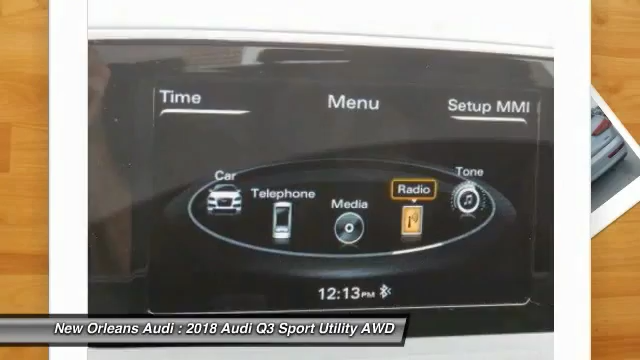 Time
Menu
Setup MMI
Car
Telephone
Media
Radio
Tone
12:13PM
New Orleans Audi : 2018 Audi Q3 Sport Utility AWD